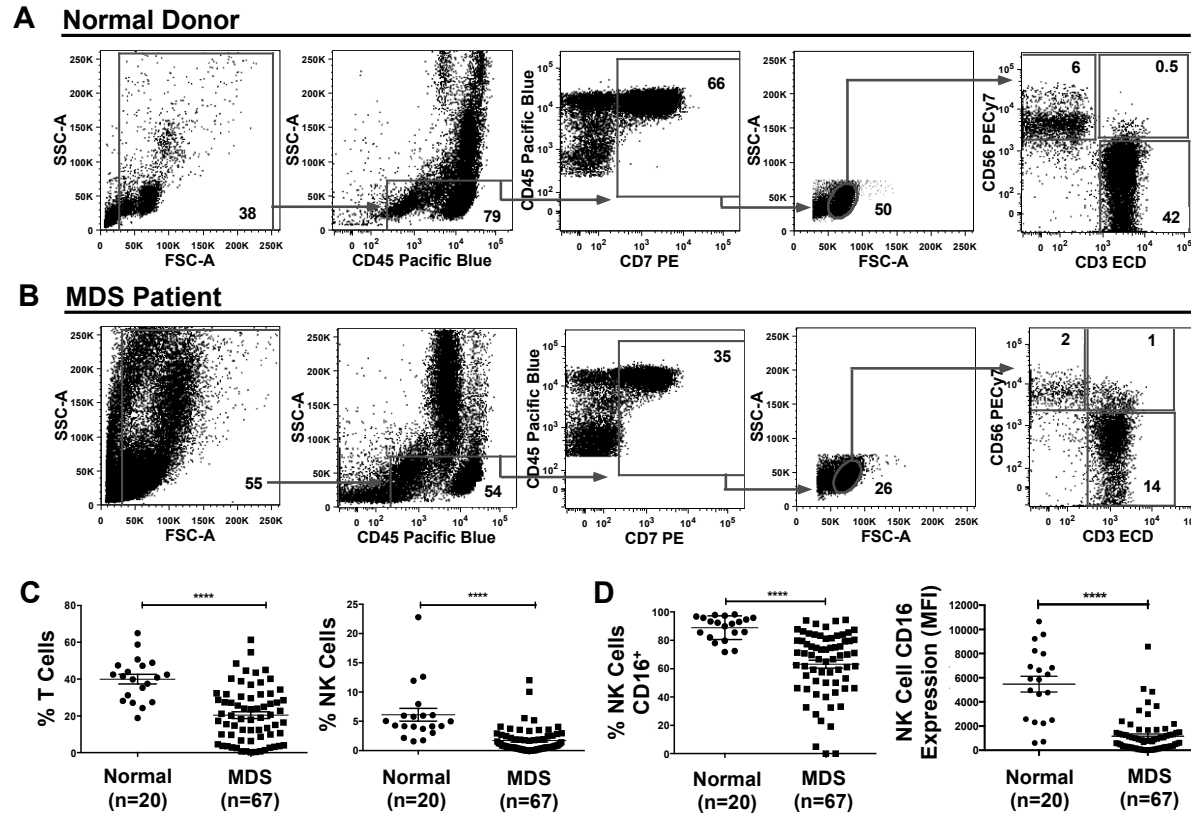 A Normal Donor
250K
200K
150K
100K
50K
0
SSC-A
38
0 50K 100K 150K 200K 250K
FSC-A
250K
200K
150K
100K
50K
0
SSC-A
79
0 10² 10³ 10⁴ 10⁵
CD45 Pacific Blue
10⁵
10⁴
10³
10²
0
CD45 Pacific Blue
66
0 10² 10³ 10⁴ 10⁵
CD7 PE
250K
200K
150K
100K
50K
0
SSC-A
50
0 50K 100K 150K 200K 250K
FSC-A
10⁵
10⁴
10³
10²
0
CD56 PECy7
6
0.5
42
0 10² 10³ 10⁴ 10⁵
CD3 ECD
B MDS Patient
250K
200K
150K
100K
50K
0
SSC-A
55
0 50K 100K 150K 200K 250K
FSC-A
250K
200K
150K
100K
50K
0
SSC-A
54
0 10² 10³ 10⁴ 10⁵
CD45 Pacific Blue
10⁵
10⁴
10³
10²
0
CD45 Pacific Blue
35
0 10² 10³ 10⁴ 10⁵
CD7 PE
250K
200K
150K
100K
50K
0
SSC-A
26
0 50K 100K 150K 200K 250K
FSC-A
10⁵
10⁴
10³
10²
0
CD56 PECy7
2
1
14
0 10² 10³ 10⁴ 10
CD3 ECD
C
% T Cells
80
60
40
20
0
****
Normal
(n=20)
MDS
(n=67)
% NK Cells
25
20
15
10
5
0
****
Normal
(n=20)
MDS
(n=67)
D
% NK Cells
CD16⁺
100
80
60
40
20
0
****
Normal
(n=20)
MDS
(n=67)
NK Cell CD16
Expression (MFI)
12000
10000
8000
6000
4000
2000
0
****
Normal
(n=20)
MDS
(n=67)